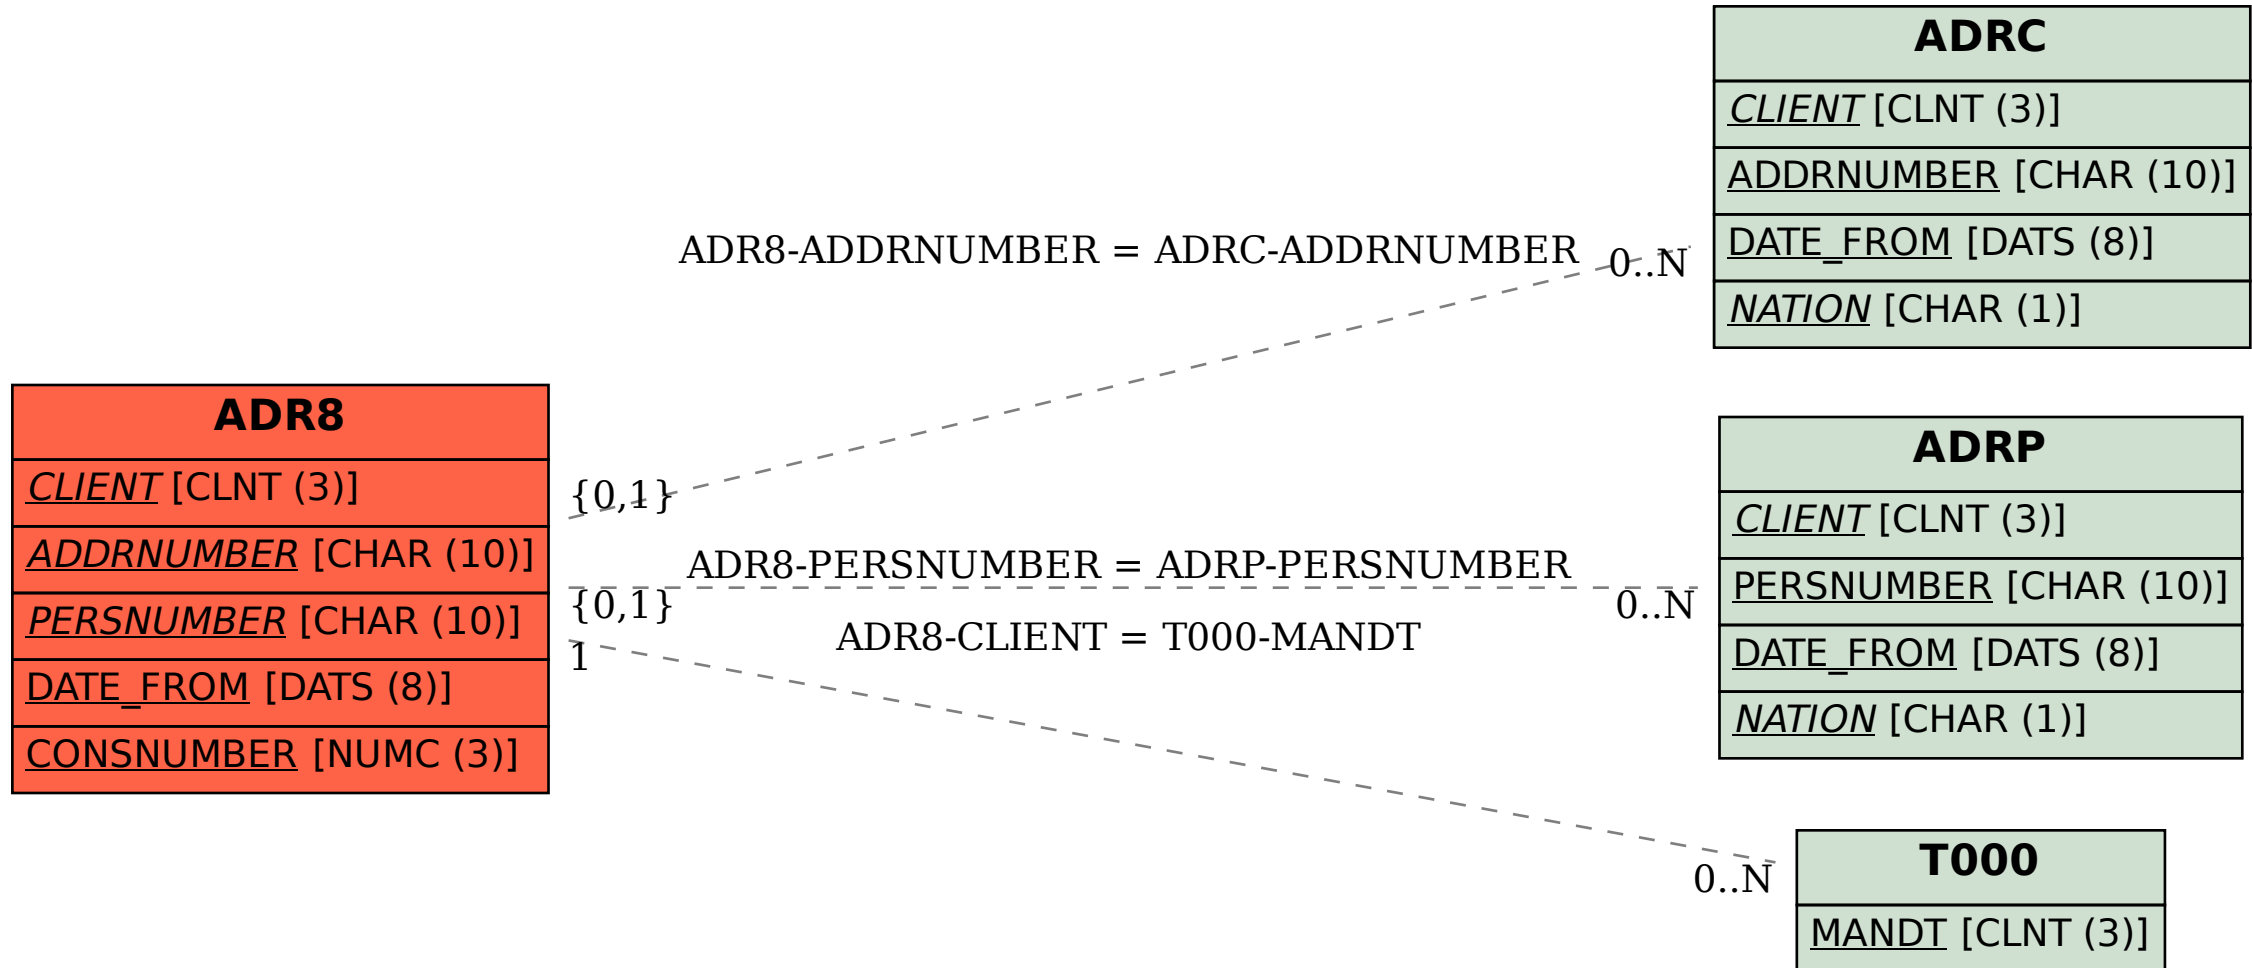 ADRC
CLIENT [CLNT (3)]
ADDRNUMBER [CHAR (10)]
DATE_FROM [DATS (8)]
NATION [CHAR (1)]
ADR8-ADDRNUMBER = ADRC-ADDRNUMBER
0..N
{0,1}
ADR8
CLIENT [CLNT (3)]
ADDRNUMBER [CHAR (10)]
PERSNUMBER [CHAR (10)]
DATE_FROM [DATS (8)]
CONSNUMBER [NUMC (3)]
ADR8-PERSNUMBER = ADRP-PERSNUMBER
{0,1}
0..N
ADR8-CLIENT = T000-MANDT
1
0..N
ADRP
CLIENT [CLNT (3)]
PERSNUMBER [CHAR (10)]
DATE_FROM [DATS (8)]
NATION [CHAR (1)]
T000
MANDT [CLNT (3)]